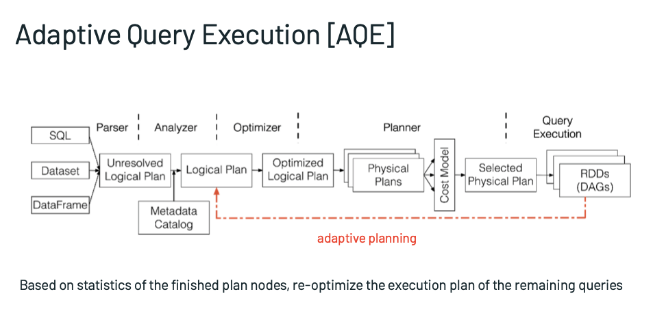 Adaptive Query Execution [AQE]
Parser
Analyzer
Optimizer
Planner
Query
Execution
SQL
Dataset
DataFrame
Unresolved
Logical Plan
Metadata
Catalog
Logical Plan
Optimized
Logical Plan
Physical
Plans
Cost Model
Selected
Physical Plan
RDDs
(DAGs)
adaptive planning
Based on statistics of the finished plan nodes, re-optimize the execution plan of the remaining queries